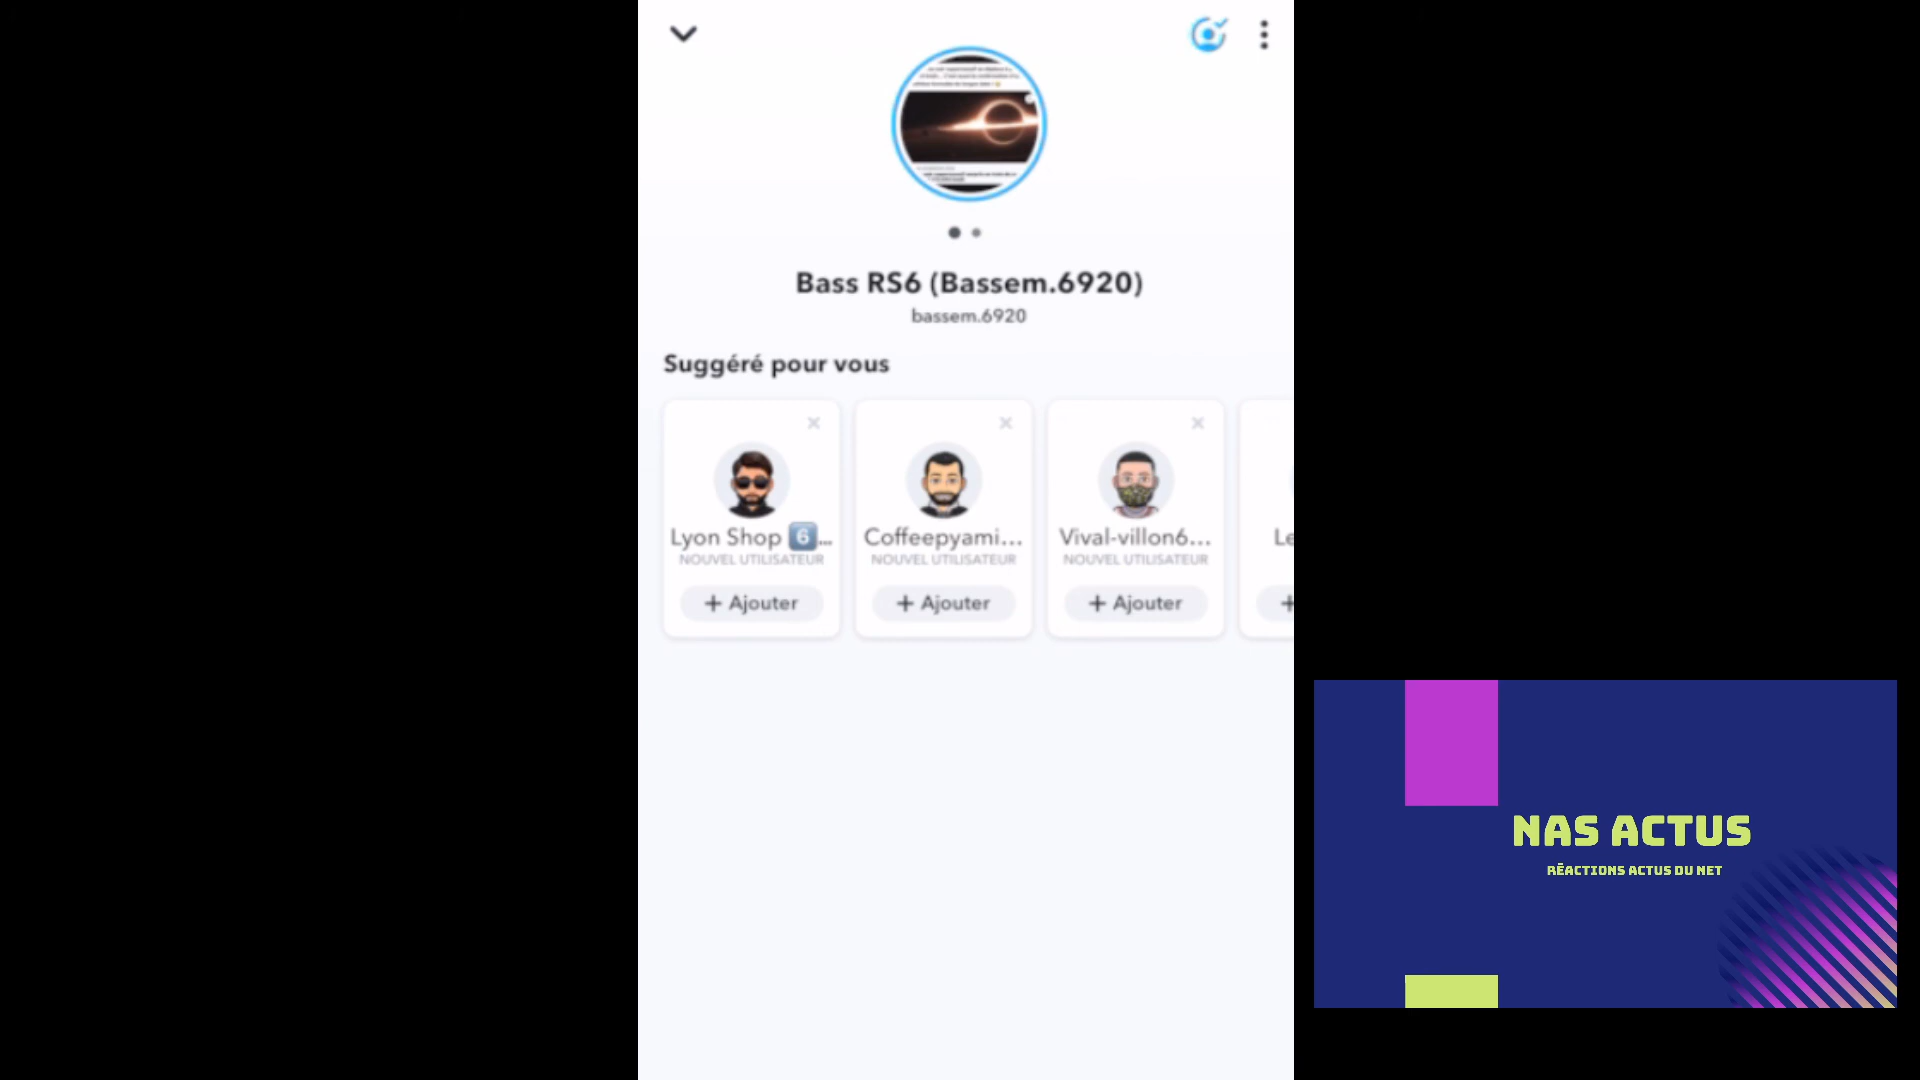 Bass RS6 (Bassem.6920)
bassem.6920
Suggéré pour vous
Lyon Shop 6...
NOUVEL UTILISATEUR
+ Ajouter
Coffeepyami...
NOUVEL UTILISATEUR
+ Ajouter
Vival-villon6...
NOUVEL UTILISATEUR
+ Ajouter
Le
+
NAS ACTUS
RÉACTIONS ACTUS DU NET